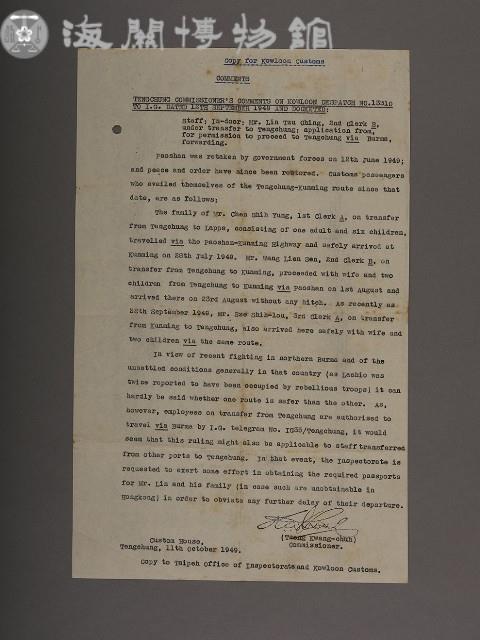 海關博物館
Copy for Kowloon Customs
COMMENTS
TENGCHUNG COMMISSIONER'S COMMENTS ON KOWLOON DESPATCH NO.13310
TO I.G. DATED 12TH SEPTEMBER 1949 AND DOCKETED:
Staff; In-door; Mr. Lin Tzu Ching, 2nd Clerk B,
under transfer to Tengchung; application from,
for permission to proceed to Tengchung via Burma,
forwarding.
Paoshan was retaken by government forces on 12th June 1949;
and peace and order have since been restored. Customs passengers
who availed themselves of the Tengchung-Kunming route since that
date, are as follows;
The family of Mr. Chen Shih Yung, 1st Clerk A, on transfer
from Tengchung to Lappa, consisting of one adult and six children,
travelled via the Paoshan-Kunming Highway and safely arrived at
Kunming on 28th July 1949. Mr. Wang Lien Den, 2nd Clerk B, on
transfer from Tengchung to Kunming, proceeded with wife and two
children from Tengchung to Kunming via Paoshan on 1st August and
arrived there on 23rd August without any hitch. As recently as
28th September 1949, Mr. Sze Shih-lou, 3rd Clerk A, on transfer
from Kunming to Tengchung, also arrived here safely with wife and
two children via the same route.
In view of recent fighting in northern Burma and of the
unsettled conditions generally in that country (as Lashio was
twice reported to have been occupied by rebellious troops) it can
hardly be said whether one route is safer than the other. As,
however, employees on transfer from Tengchung are authorised to
travel via Burma by I.G. telegram No. /Tengchung, it would
seem that this ruling might also be applicable to staff transferred
from other ports to Tengchung. In that event, the Inspectorate is
requested to exert some effort in obtaining the required passports
for Mr. Lin and his family (in case such are unobtainable in
Hongkong) in order to obviate any further delay of their departure.
(Tseng Kwang-chih)
Commissioner.
Custom House,
Tengchung, 11th October 1949.
Copy to Taipeh Office of Inspectorate and Kowloon Customs.